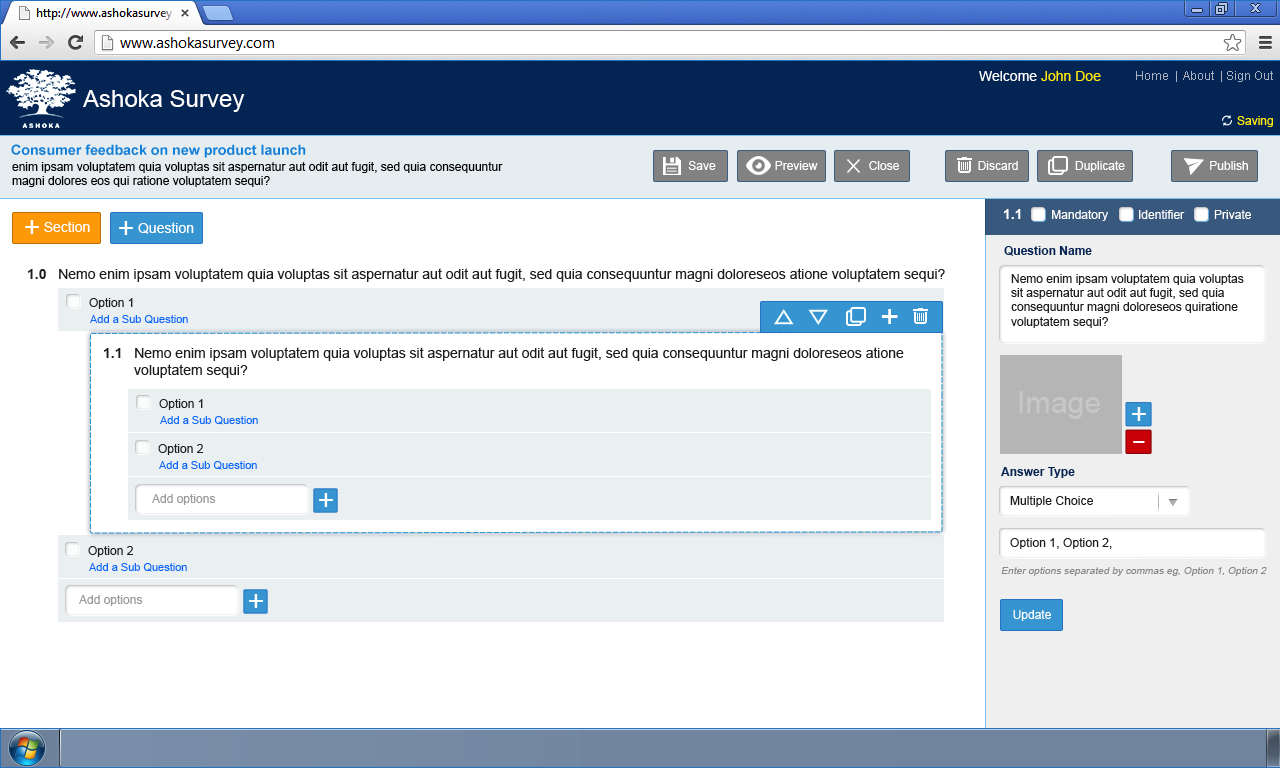 http://www.ashokasurvey
www.ashokasurvey.com
ASHOKA
Ashoka Survey
Welcome John Doe
Home | About | Sign Out
Saving
Consumer feedback on new product launch
enim ipsam voluptatem quia voluptas sit aspernatur aut odit aut fugit, sed quia consequuntur
magni dolores eos qui ratione voluptatem sequi?
Save
Preview
Close
Discard
Duplicate
Publish
+ Section
+ Question
1.0 Nemo enim ipsam voluptatem quia voluptas sit aspernatur aut odit aut fugit, sed quia consequuntur magni doloreseos atione voluptatem sequi?
Option 1
Add a Sub Question
1.1 Nemo enim ipsam voluptatem quia voluptas sit aspernatur aut odit aut fugit, sed quia consequuntur magni doloreseos atione
voluptatem sequi?
Option 1
Add a Sub Question
Option 2
Add a Sub Question
Add options
Option 2
Add a Sub Question
Add options
1.1 Mandatory Identifier Private
Question Name
Nemo enim ipsam voluptatem quia voluptas
sit aspernatur aut odit aut fugit, sed quia
consequuntur magni doloreseos quiratione
voluptatem sequi?
Image
Answer Type
Multiple Choice
Option 1, Option 2,
Enter options separated by commas eg, Option 1, Option 2
Update